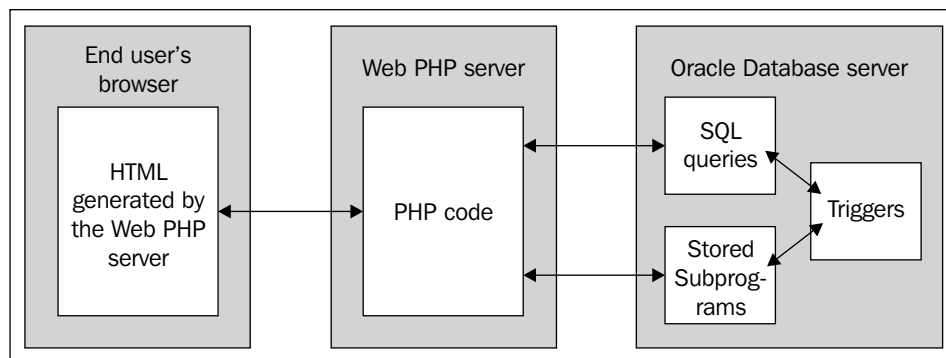 End user's
browser
HTML
generated by
the Web PHP
server
Web PHP server
PHP code
Oracle Database server
SQL
queries
Triggers
Stored
Subprog-
rams